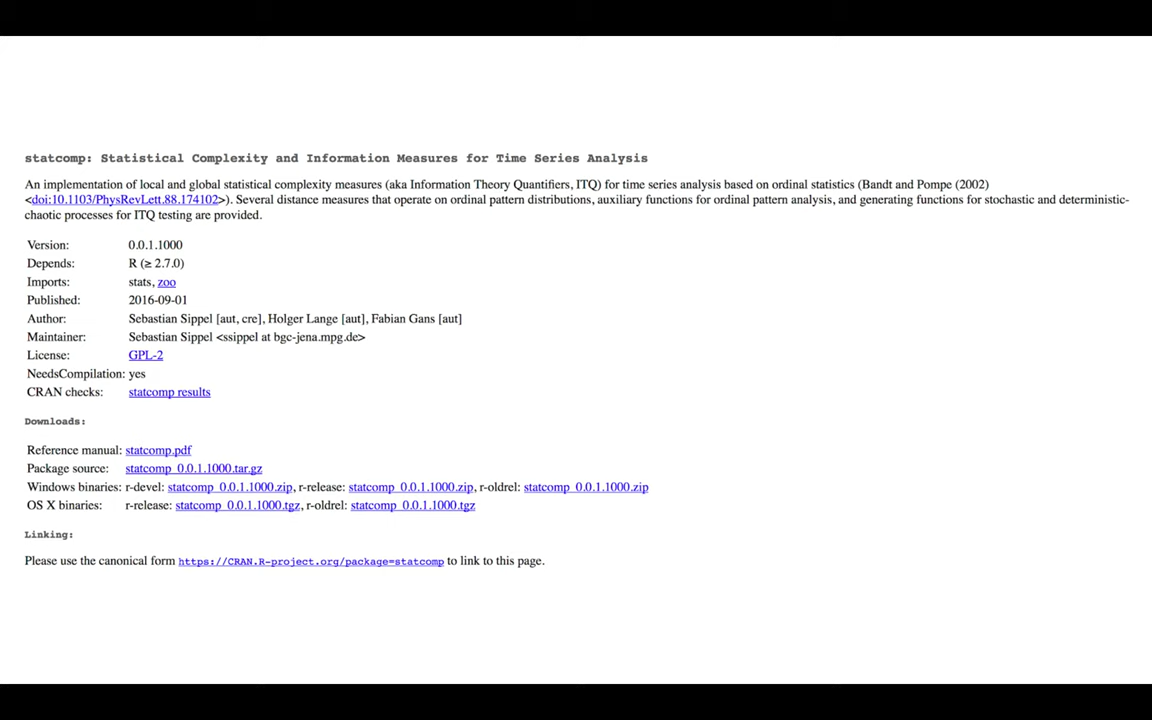 statcomp: Statistical Complexity and Information Measures for Time Series Analysis
An implementation of local and global statistical complexity measures (aka Information Theory Quantifiers, ITQ) for time series analysis based on ordinal statistics (Bandt and Pompe (2002)
<doi:10.1103/PhysRevLett.88.174102>). Several distance measures that operate on ordinal pattern distributions, auxiliary functions for ordinal pattern analysis, and generating functions for stochastic and deterministic-
chaotic processes for ITQ testing are provided.
Version: 0.0.1.1000
Depends: R (≥ 2.7.0)
Imports: stats, zoo
Published: 2016-09-01
Author: Sebastian Sippel [aut, cre], Holger Lange [aut], Fabian Gans [aut]
Maintainer: Sebastian Sippel <ssippel at bgc-jena.mpg.de>
License: GPL-2
NeedsCompilation: yes
CRAN checks: statcomp results
Downloads:
Reference manual: statcomp.pdf
Package source: statcomp_0.0.1.1000.tar.gz
Windows binaries: r-devel: statcomp_0.0.1.1000.zip, r-release: statcomp_0.0.1.1000.zip, r-oldrel: statcomp_0.0.1.1000.zip
OS X binaries: r-release: statcomp_0.0.1.1000.tgz, r-oldrel: statcomp_0.0.1.1000.tgz
Linking:
Please use the canonical form https://CRAN.R-project.org/package=statcomp to link to this page.